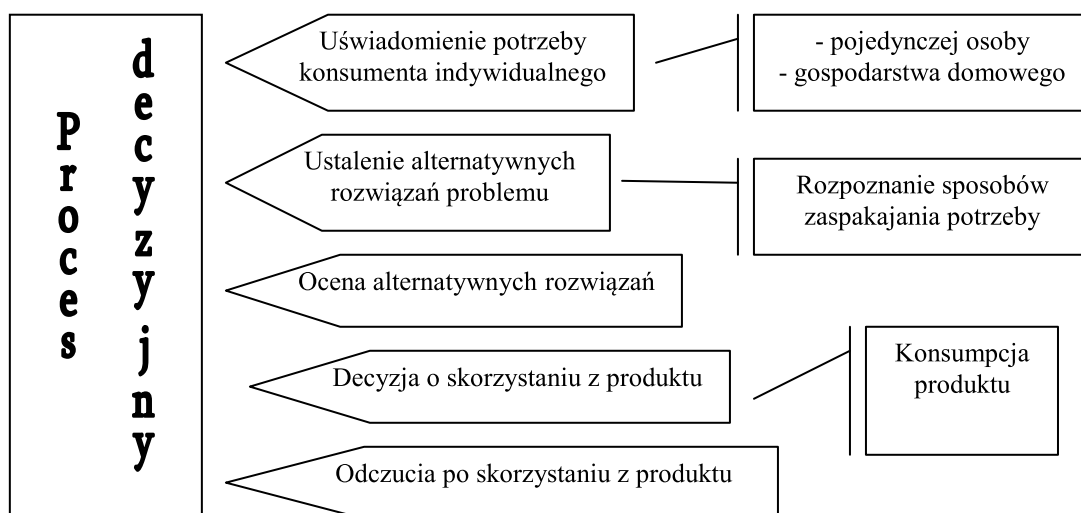 Proces
decyzyjny
Uświadomienie potrzeby
konsumenta indywidualnego
- pojedynczej osoby
- gospodarstwa domowego
Ustalenie alternatywnych
rozwiązań problemu
Rozpoznanie sposobów
zaspakajania potrzeby
Ocena alternatywnych rozwiązań
Decyzja o skorzystaniu z produktu
Konsumpcja
produktu
Odczucia po skorzystaniu z produktu